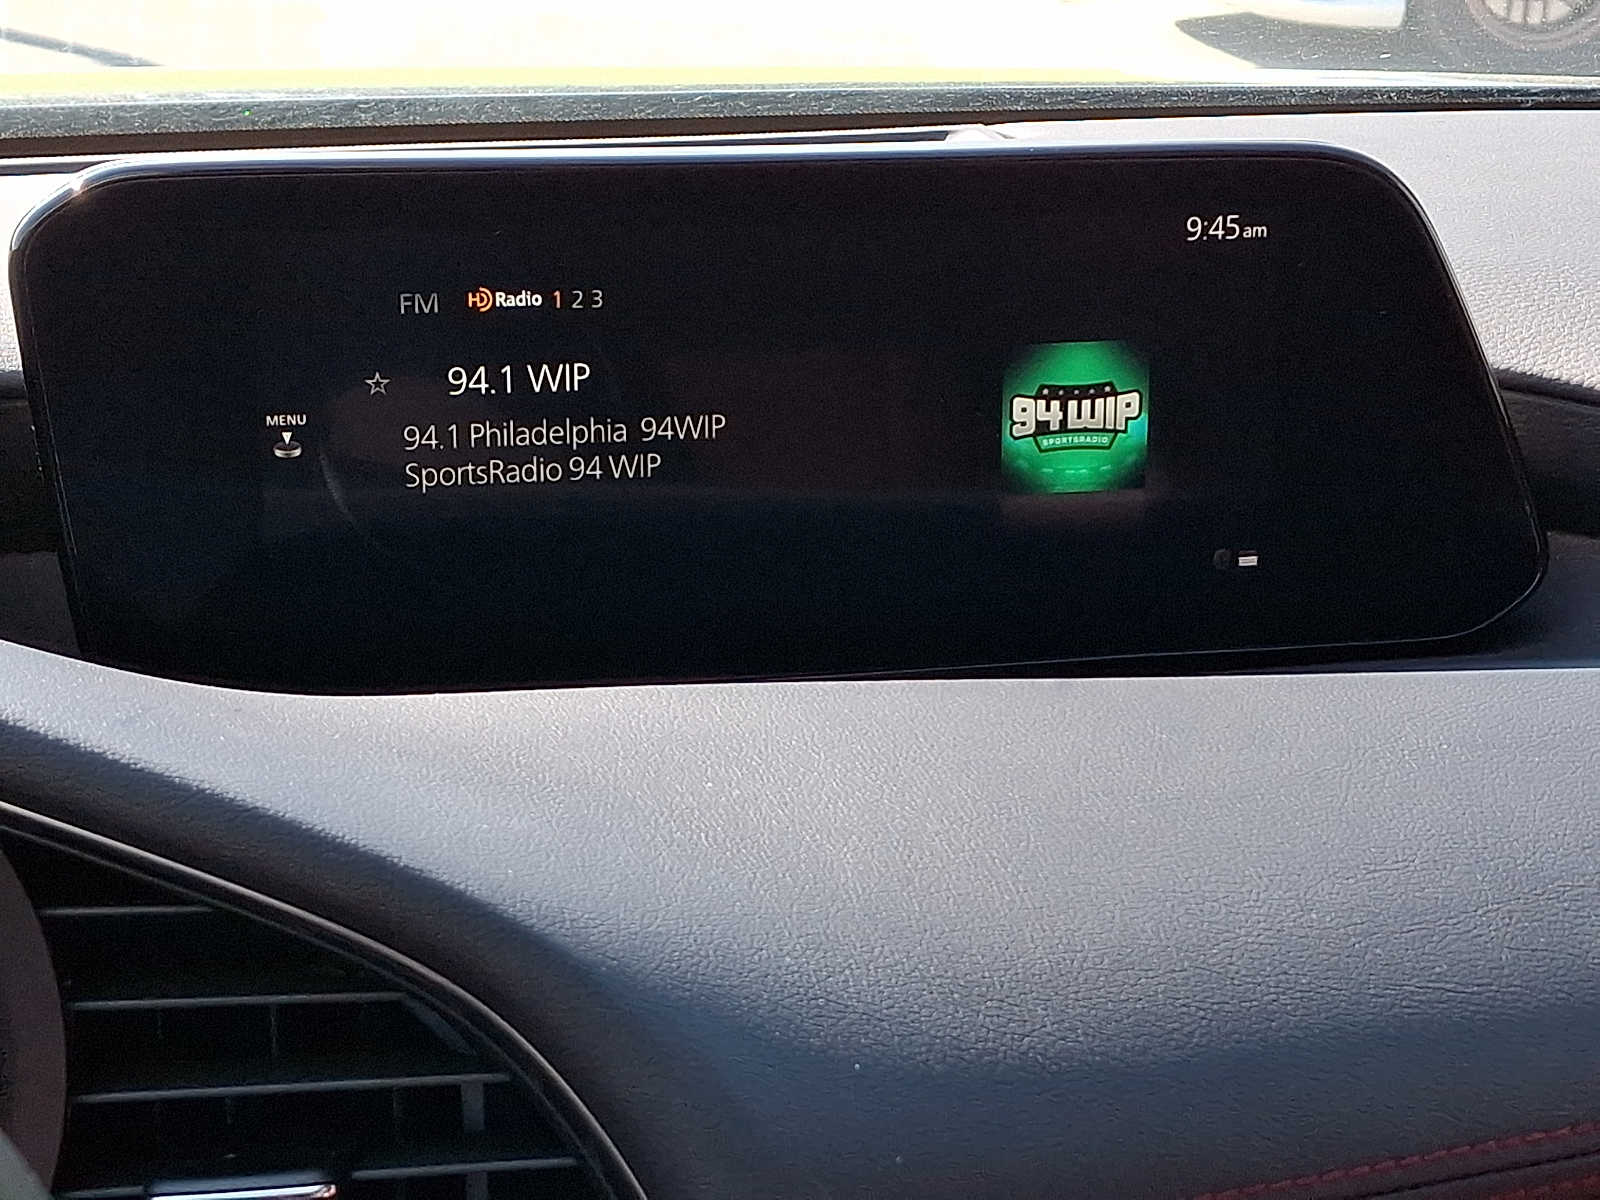 9:45am
FM HD Radio 1 2 3
94.1 WIP
MENU
94.1 Philadelphia 94WIP
SportsRadio 94 WIP
94WIP
SPORTSRADIO